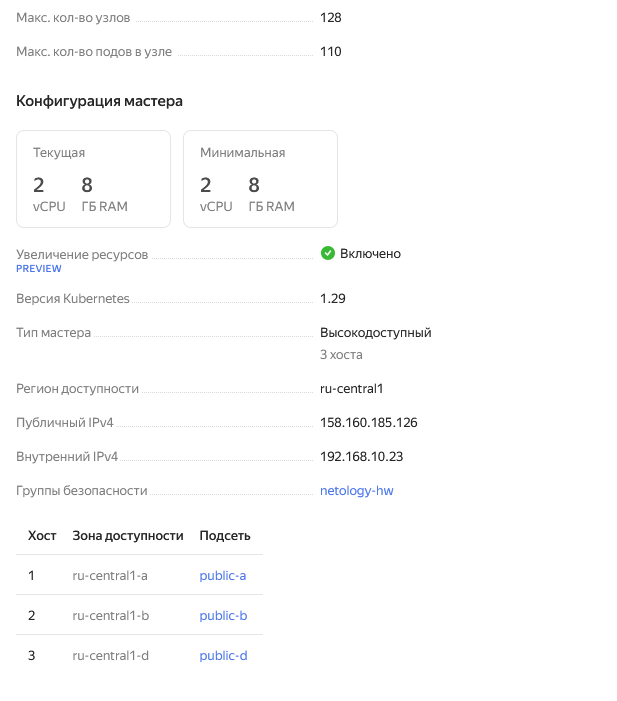 Макс. кол-во узлов 128
Макс. кол-во подов в узле 110
Конфигурация мастера
Текущая
2 8
vCPU ГБ RAM
Минимальная
2 8
vCPU ГБ RAM
Увеличение ресурсов Включено
PREVIEW
Версия Kubernetes 1.29
Тип мастера Высокодоступный
3 хоста
Регион доступности ru-central1
Публичный IPv4 158.160.185.126
Внутренний IPv4 192.168.10.23
Группы безопасности netology-hw
Хост Зона доступности Подсеть
1 ru-central1-a public-a
2 ru-central1-b public-b
3 ru-central1-d public-d